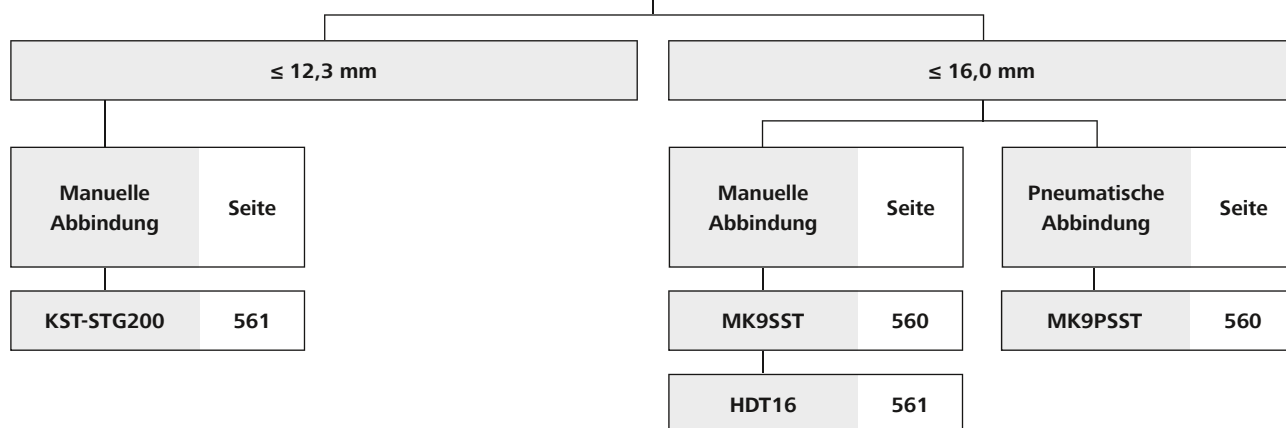 ≤ 12,3 mm
≤ 16,0 mm
Manuelle
Abbindung
Seite
Manuelle
Abbindung
Seite
Pneumatische
Abbindung
Seite
KST-STG200
561
MK9SST
560
MK9PSST
560
HDT16
561